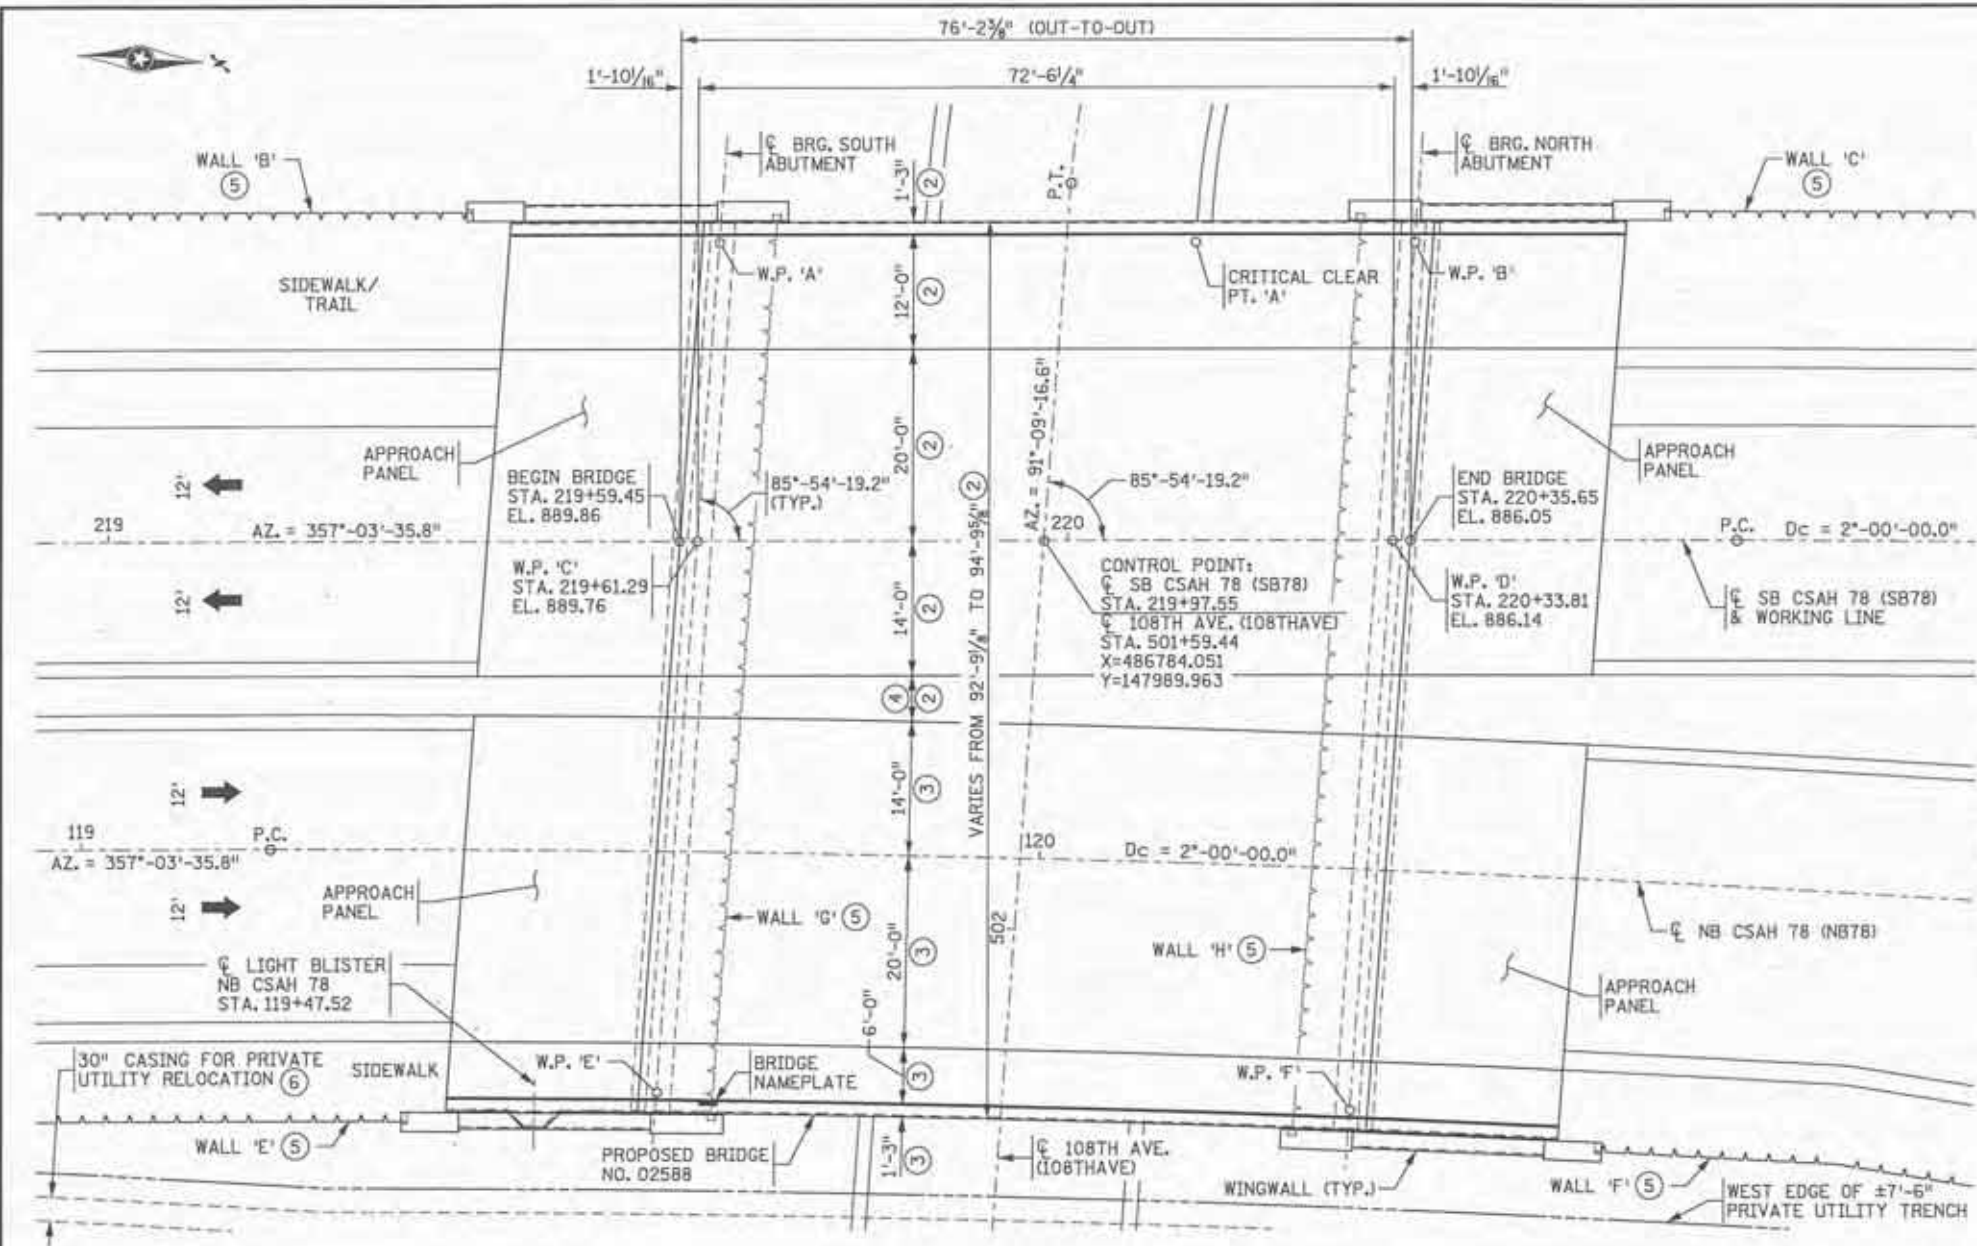 76'-2⅜" (OUT-TO-OUT)
1'-10 1/16"
72'-6¼"
1'-10 1/16"
℄ BRG. SOUTH
ABUTMENT
℄ BRG. NORTH
ABUTMENT
WALL 'B'
5
1'-3"
2
P.T.
WALL 'C'
5
W.P. 'A'
CRITICAL CLEAR
PT. 'A'
W.P. 'B'
SIDEWALK/
TRAIL
12'-0"
2
APPROACH
PANEL
20'-0"
2
AZ. = 91°-09'-16.6"
APPROACH
PANEL
12'
BEGIN BRIDGE
STA. 219+59.45
EL. 889.86
85°-54'-19.2"
(TYP.)
85°-54'-19.2"
END BRIDGE
STA. 220+35.65
EL. 886.05
219
AZ. = 357°-03'-35.8"
220
P.C.
Dc = 2°-00'-00.0"
12'
W.P. 'C'
STA. 219+61.29
EL. 889.76
14'-0"
2
CONTROL POINT:
℄ SB CSAH 78 (SB78)
STA. 219+97.55
℄ 108TH AVE. (108THAVE)
STA. 501+59.44
X=486784.051
Y=147989.963
W.P. 'D'
STA. 220+33.81
EL. 886.14
℄ SB CSAH 78 (SB78)
& WORKING LINE
4
2
VARIES FROM 92'-9⅛" TO 94'-9⅝"
2
12'
14'-0"
3
119
P.C.
AZ. = 357°-03'-35.8"
120
Dc = 2°-00'-00.0"
12'
APPROACH
PANEL
WALL 'G'
5
20'-0"
3
502
WALL 'H'
5
℄ NB CSAH 78 (NB78)
℄ LIGHT BLISTER
NB CSAH 78
STA. 119+47.52
APPROACH
PANEL
6'-0"
3
30" CASING FOR PRIVATE
UTILITY RELOCATION
6
SIDEWALK
W.P. 'E'
BRIDGE
NAMEPLATE
W.P. 'F'
WALL 'E'
5
PROPOSED BRIDGE
NO. 02588
1'-3"
3
℄ 108TH AVE.
(108THAVE)
WINGWALL (TYP.)
WALL 'F'
5
WEST EDGE OF ±7'-6"
PRIVATE UTILITY TRENCH